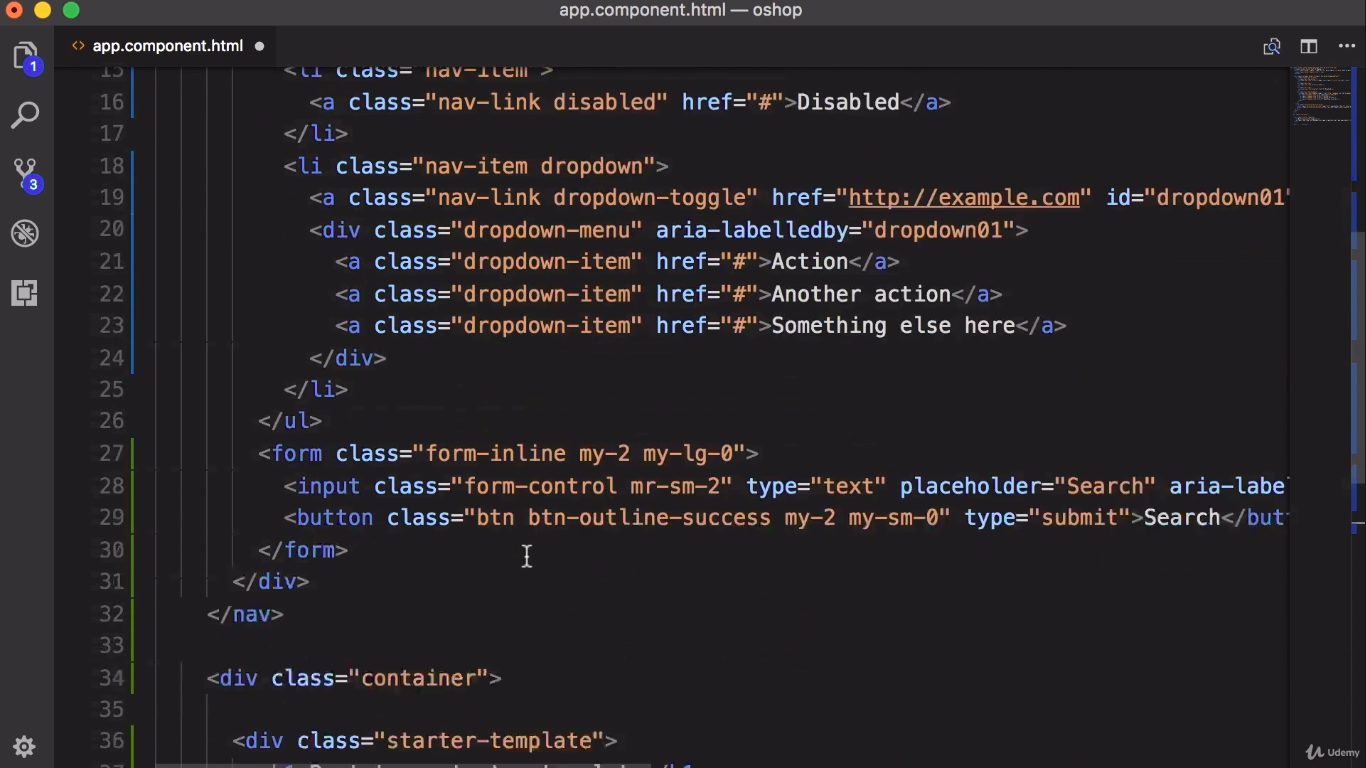 app.component.html — oshop
<> app.component.html
1
3
15 <li class="nav-item">
16 <a class="nav-link disabled" href="#">Disabled</a>
17 </li>
18 <li class="nav-item dropdown">
19 <a class="nav-link dropdown-toggle" href="http://example.com" id="dropdown01"
20 <div class="dropdown-menu" aria-labelledby="dropdown01">
21 <a class="dropdown-item" href="#">Action</a>
22 <a class="dropdown-item" href="#">Another action</a>
23 <a class="dropdown-item" href="#">Something else here</a>
24 </div>
25 </li>
26 </ul>
27 <form class="form-inline my-2 my-lg-0">
28 <input class="form-control mr-sm-2" type="text" placeholder="Search" aria-labe
29 <button class="btn btn-outline-success my-2 my-sm-0" type="submit">Search</but
30 </form>
31 </div>
32 </nav>
33
34 <div class="container">
35
36 <div class="starter-template">
Udemy